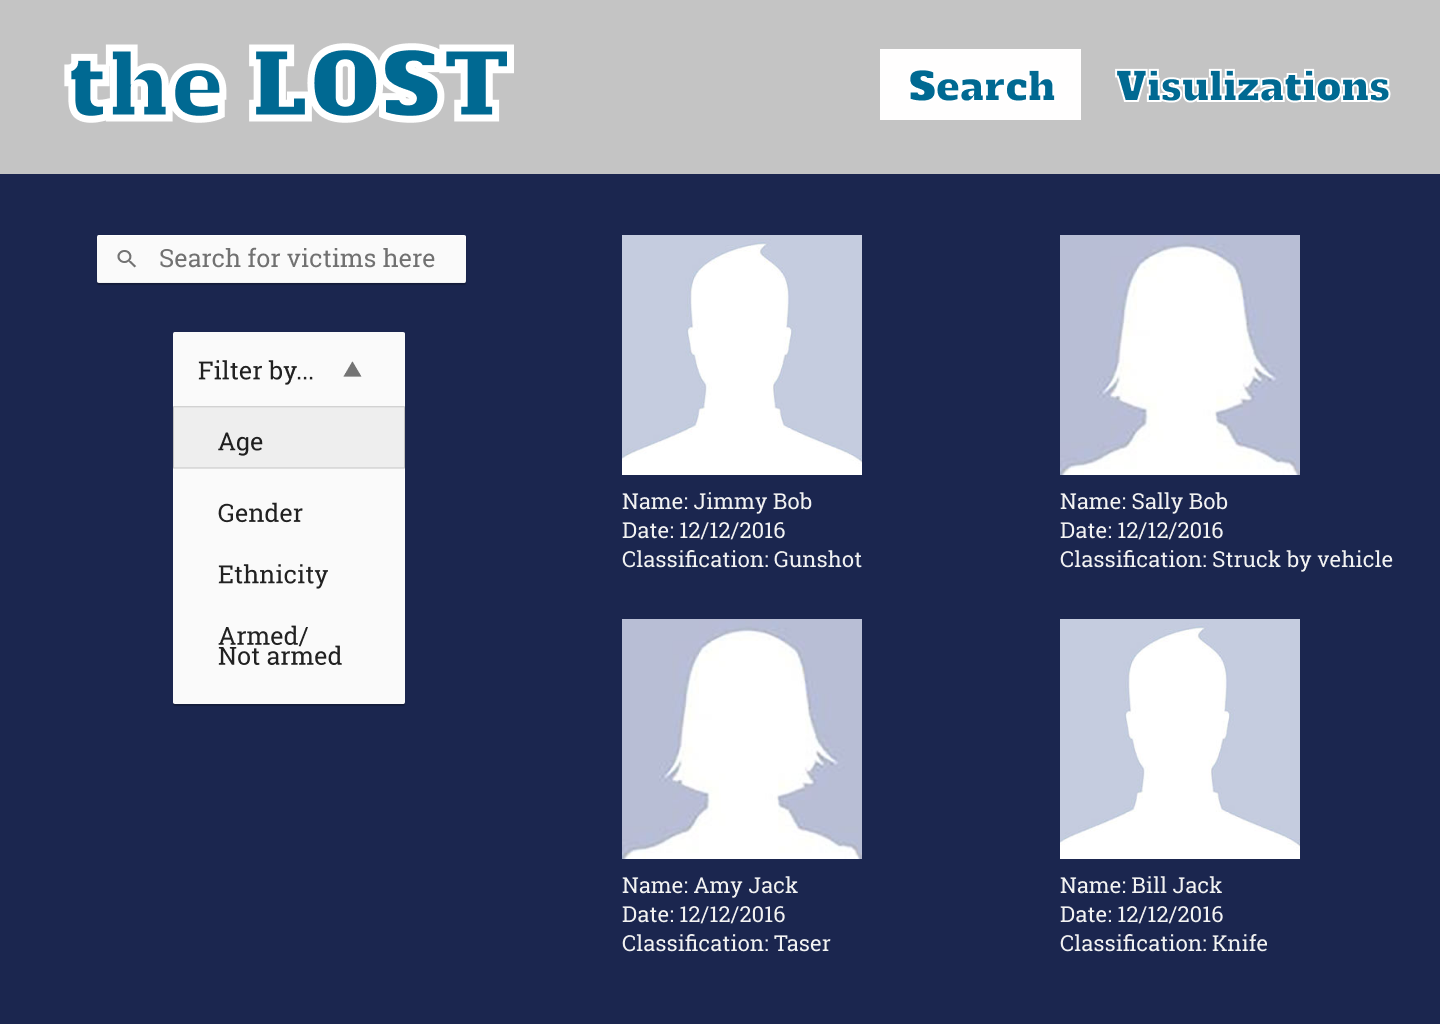 the LOST
Search
Visulizations
Search for victims here
Filter by...
Age
Gender
Ethnicity
Armed/
Not armed
Name: Jimmy Bob
Date: 12/12/2016
Classification: Gunshot
Name: Sally Bob
Date: 12/12/2016
Classification: Struck by vehicle
Name: Amy Jack
Date: 12/12/2016
Classification: Taser
Name: Bill Jack
Date: 12/12/2016
Classification: Knife